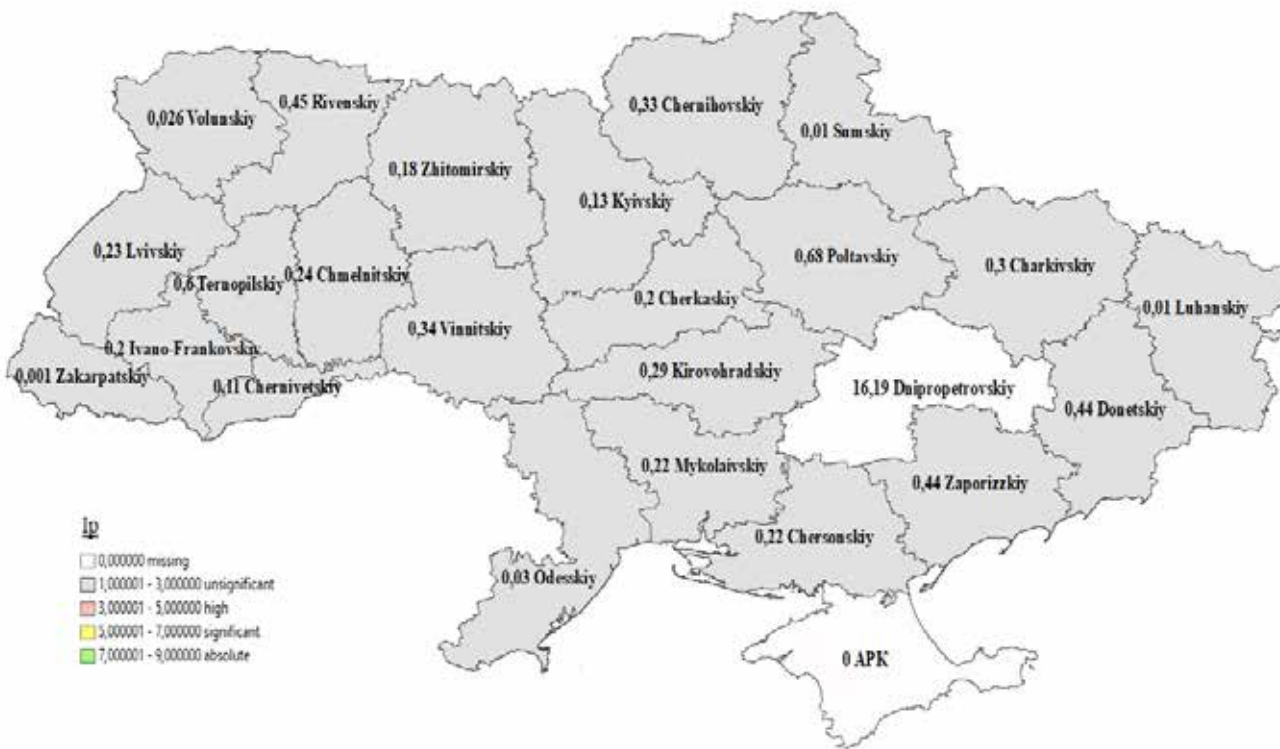 0,33 Chernihovskiy
0,45 Rivenskiy
0,026 Volunskiy
0,01 Sumskiy
0,18 Zhitomirskiy
0,13 Kyivskiy
0,23 Lvivskiy
0,68 Poltavskiy
0,3 Charkivskiy
0,6 Ternopilskiy
0,24 Chmelnitskiy
0,2 Cherkaskiy
0,01 Luhanskiy
0,34 Vinnitskiy
0,2 Ivano-Frankovskiy
0,001 Zakarpatskiy
0,11 Chernivetskiy
0,29 Kirovohradskiy
16,19 Dnipropetrovskiy
0,44 Donetskiy
0,22 Mykolaivskiy
0,44 Zaporizzkiy
0,22 Chersonskiy
0,03 Odesskiy
0 APK
Ip
0,000000 missing
1,000001 - 3,000000 unsignificant
3,000001 - 5,000000 high
5,000001 - 7,000000 significant
7,000001 - 9,000000 absolute